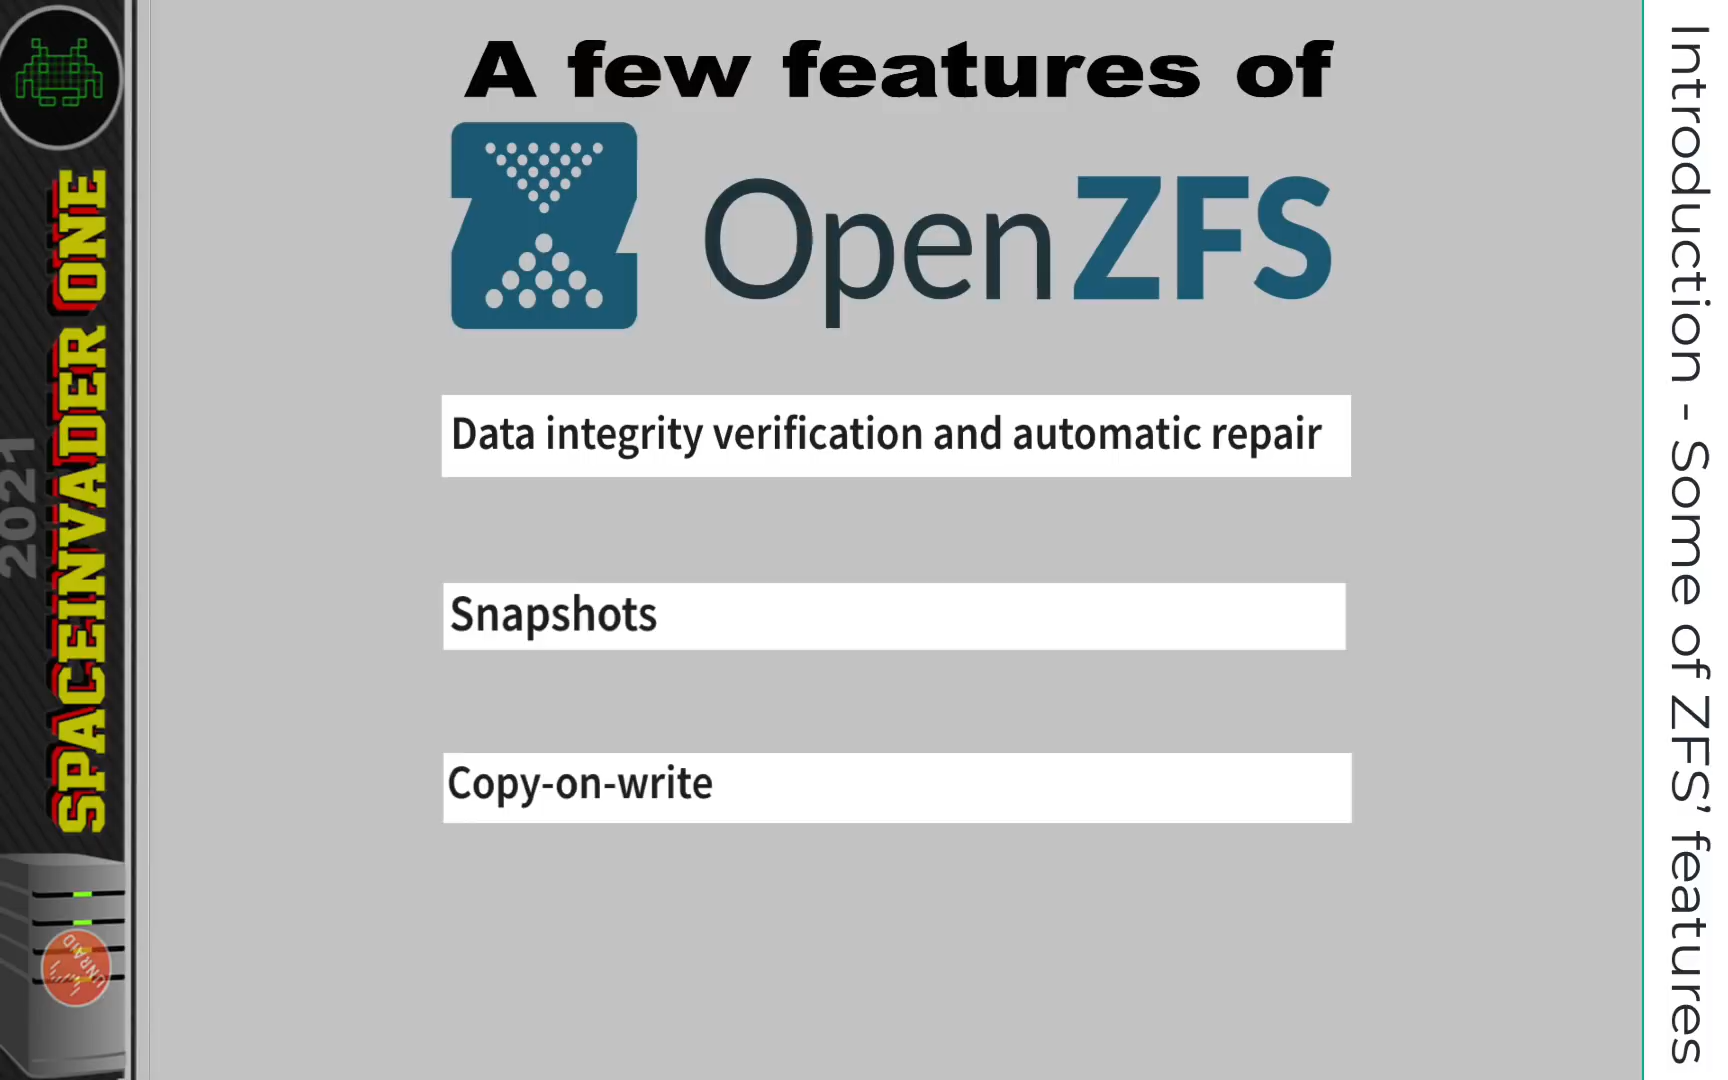 A few features of
OpenZFS
Data integrity verification and automatic repair
Snapshots
Copy-on-write
2021
SPACEINVADER ONE
UNRAID
Introduction - Some of ZFS' features